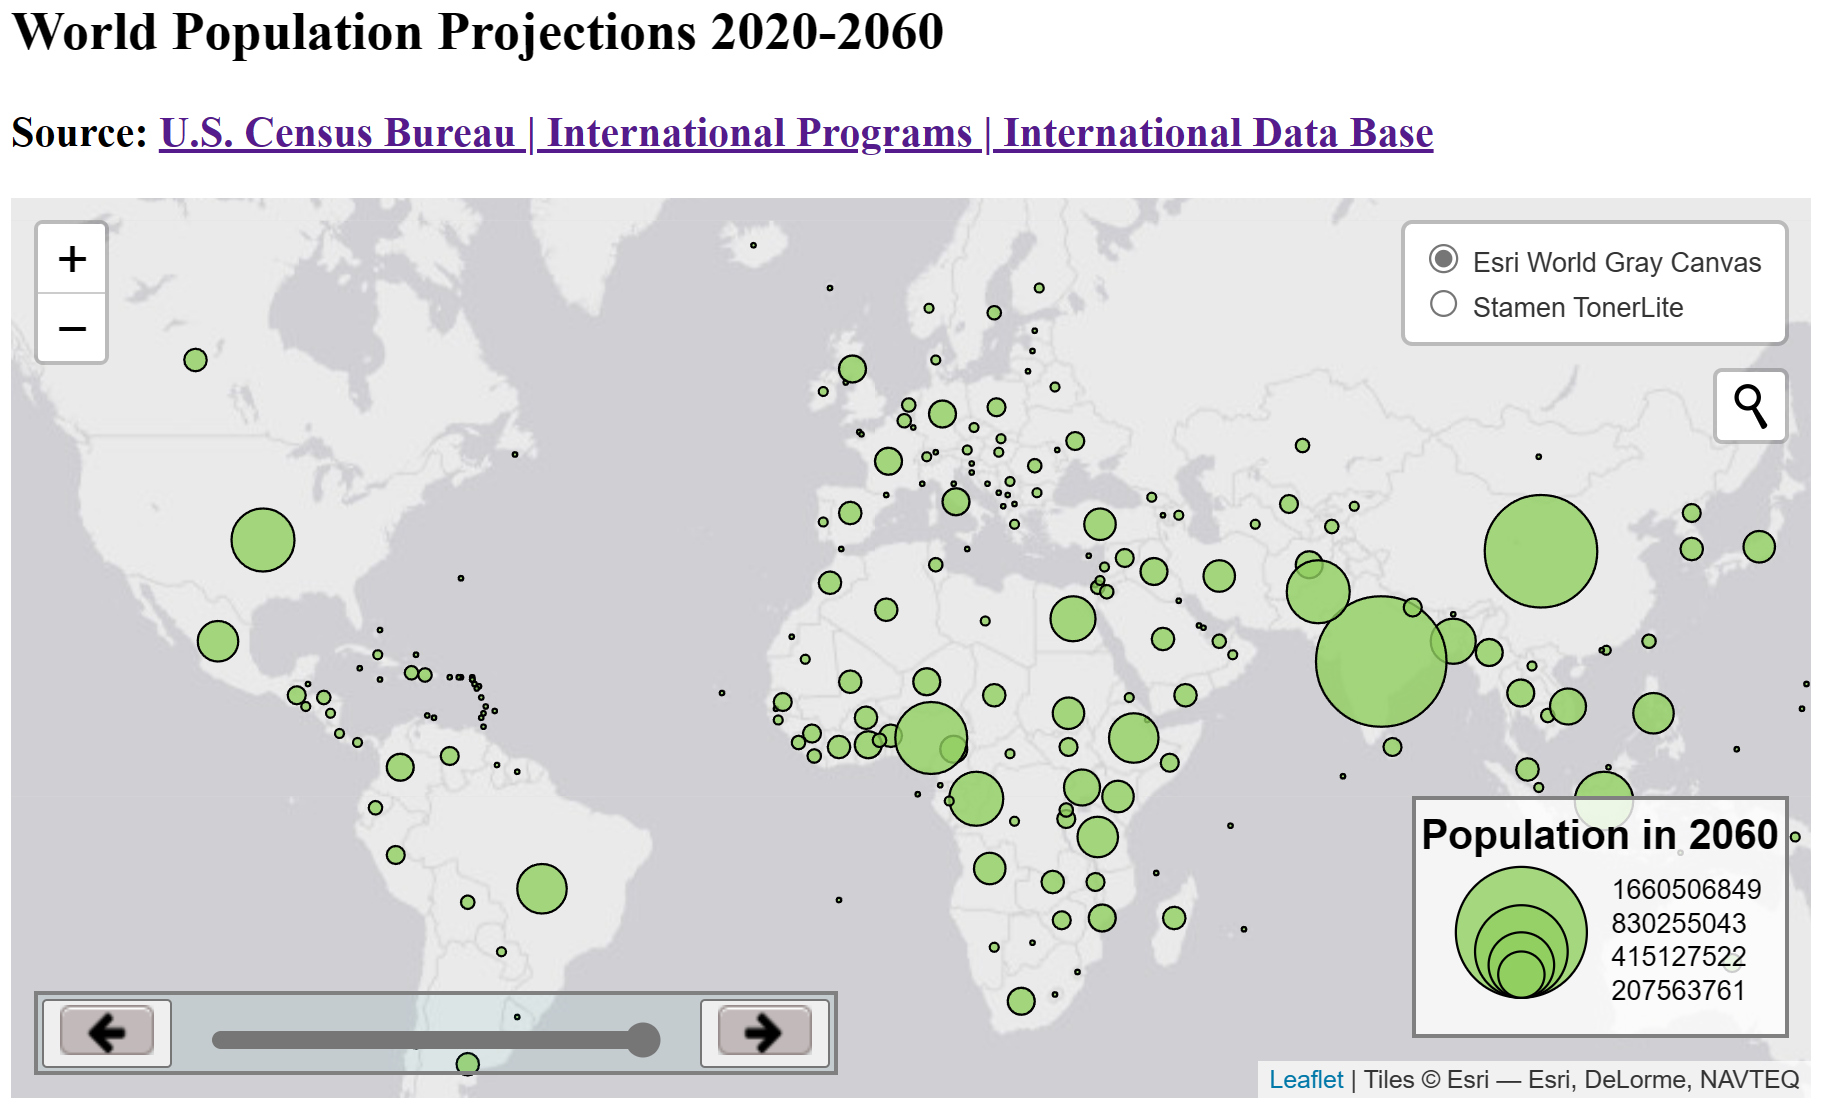 World Population Projections 2020-2060
Source: U.S. Census Bureau | International Programs | International Data Base
+
−
Esri World Gray Canvas
Stamen TonerLite
Population in 2060
1660506849
830255043
415127522
207563761
Leaflet | Tiles © Esri — Esri, DeLorme, NAVTEQ